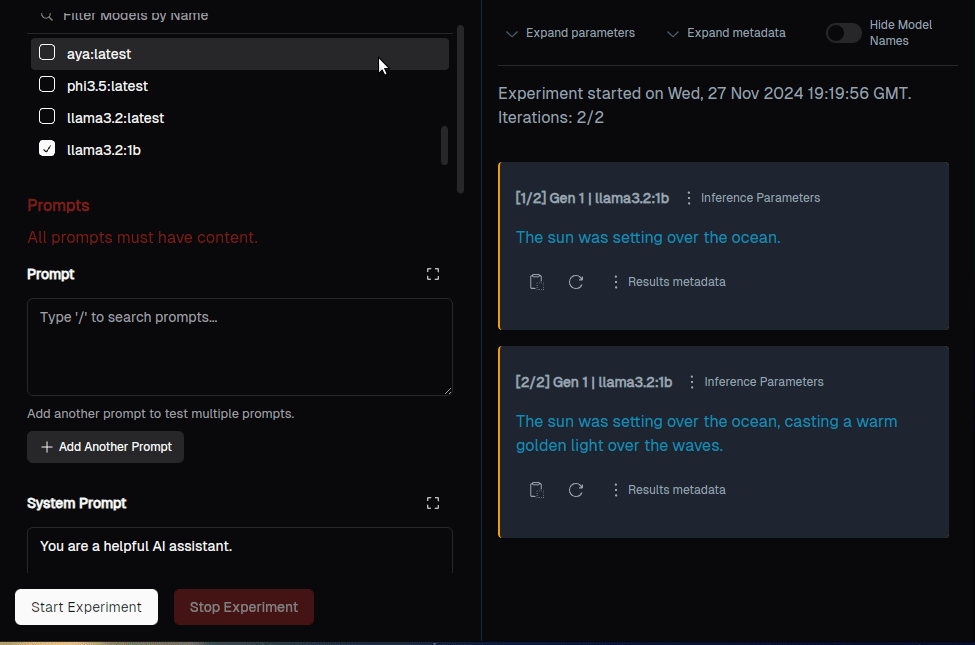 Filter Models by Name
aya:latest
phi3.5:latest
llama3.2:latest
llama3.2:1b
Prompts
All prompts must have content.
Prompt
Type '/' to search prompts...
Add another prompt to test multiple prompts.
Add Another Prompt
System Prompt
You are a helpful AI assistant.
Start Experiment
Stop Experiment
Expand parameters
Expand metadata
Hide Model
Names
Experiment started on Wed, 27 Nov 2024 19:19:56 GMT.
Iterations: 2/2
[1/2] Gen 1 | llama3.2:1b
Inference Parameters
The sun was setting over the ocean.
Results metadata
[2/2] Gen 1 | llama3.2:1b
Inference Parameters
The sun was setting over the ocean, casting a warm
golden light over the waves.
Results metadata